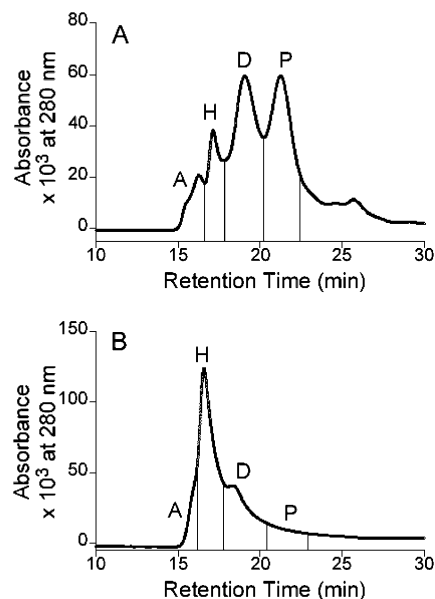 A
80
60
40
20
0
Absorbance
x 10³ at 280 nm
A
H
D
P
10 15 20 25 30
Retention Time (min)
B
150
100
50
0
Absorbance
x 10³ at 280 nm
A
H
D
P
10 15 20 25 30
Retention Time (min)